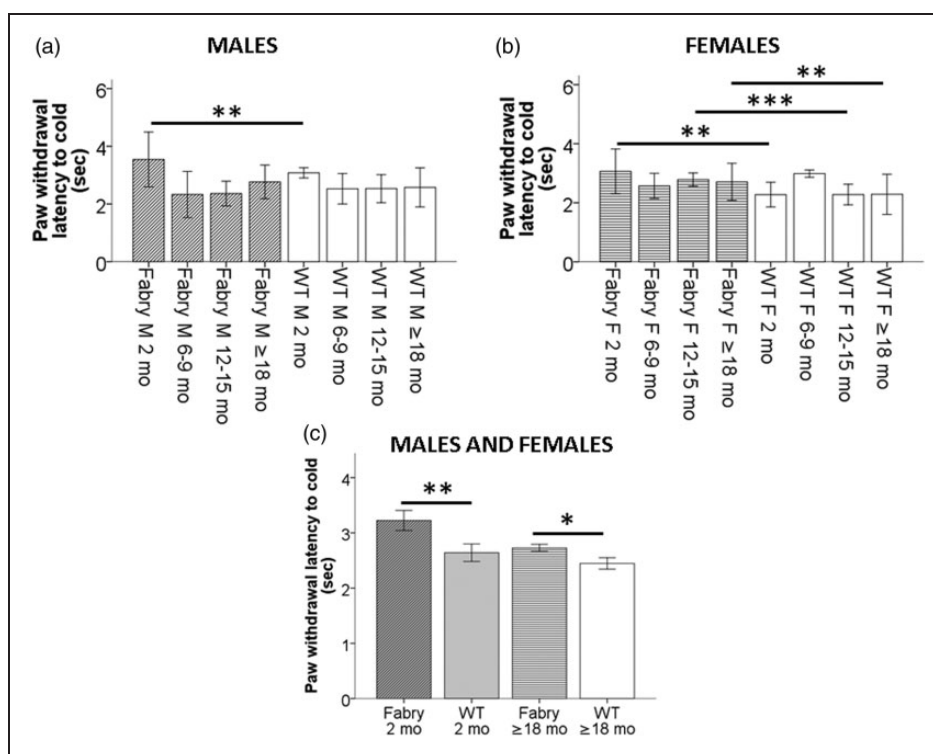 (a)
MALES
Paw withdrawal
latency to cold
(sec)
6
4
2
0
**
Fabry M 2 mo
Fabry M 6-9 mo
Fabry M 12-15 mo
Fabry M ≥ 18 mo
WT M 2 mo
WT M 6-9 mo
WT M 12-15 mo
WT M ≥ 18 mo
(b)
FEMALES
Paw withdrawal
latency to cold
(sec)
6
4
2
0
**
***
**
Fabry F 2 mo
Fabry F 6-9 mo
Fabry F 12-15 mo
Fabry F ≥ 18 mo
WT F 2 mo
WT F 6-9 mo
WT F 12-15 mo
WT F ≥ 18 mo
(c)
MALES AND FEMALES
Paw withdrawal latency to cold
(sec)
4
3
2
1
0
**
*
Fabry
2 mo
WT
2 mo
Fabry
≥18 mo
WT
≥18 mo